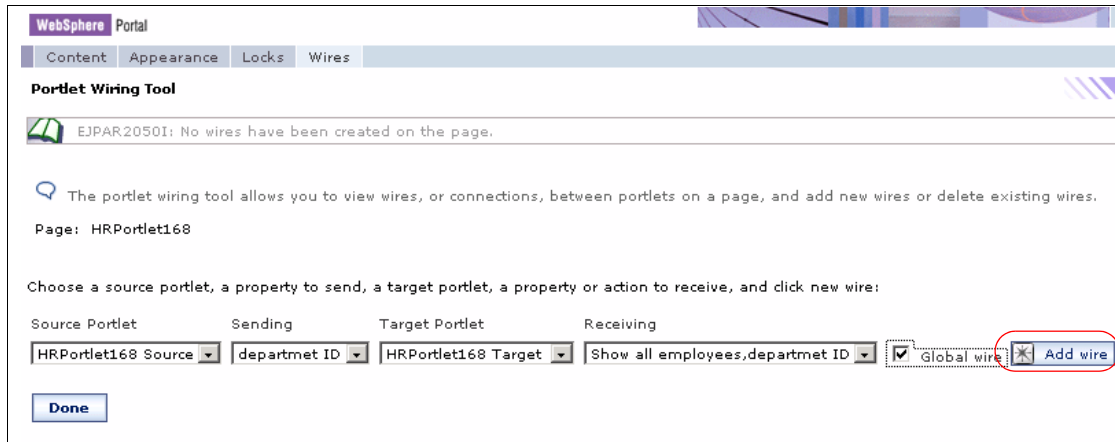 WebSphere Portal
Content Appearance Locks Wires
Portlet Wiring Tool
EJPAR2050I: No wires have been created on the page.
The portlet wiring tool allows you to view wires, or connections, between portlets on a page, and add new wires or delete existing wires.
Page: HRPortlet168
Choose a source portlet, a property to send, a target portlet, a property or action to receive, and click new wire:
Source Portlet Sending Target Portlet Receiving
HRPortlet168 Source departmet ID HRPortlet168 Target Show all employees,departmet ID Global wire Add wire
Done